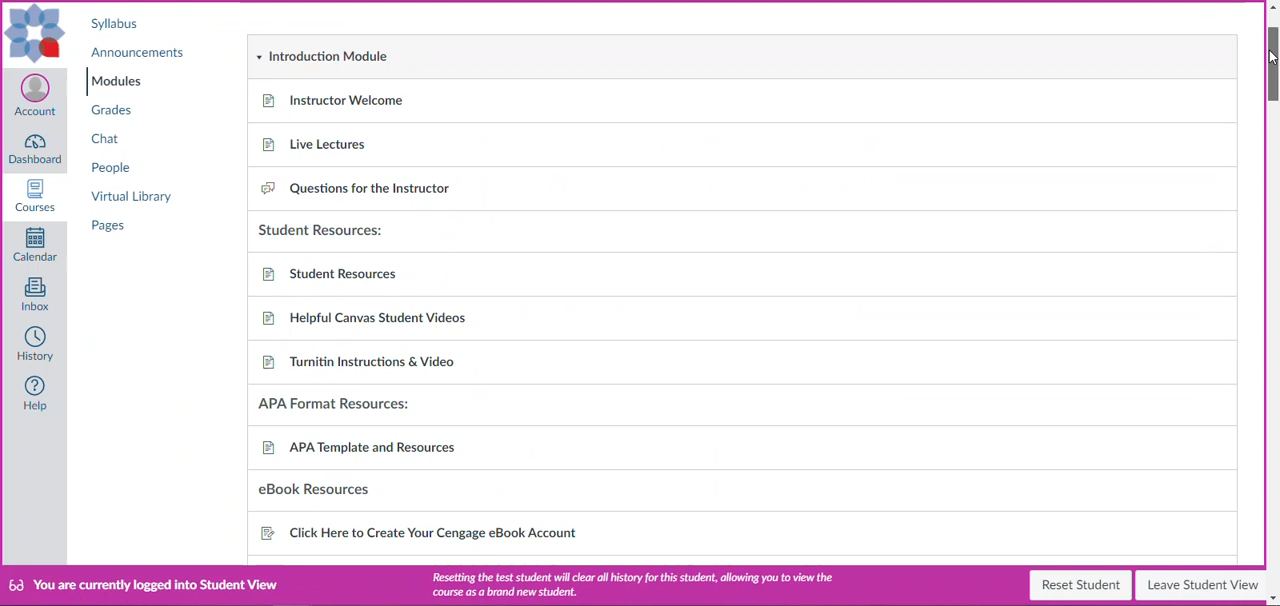 Account
Dashboard
Courses
Calendar
Inbox
History
Help
Syllabus
Announcements
Modules
Grades
Chat
People
Virtual Library
Pages
Introduction Module
Instructor Welcome
Live Lectures
Questions for the Instructor
Student Resources:
Student Resources
Helpful Canvas Student Videos
Turnitin Instructions & Video
APA Format Resources:
APA Template and Resources
eBook Resources
Click Here to Create Your Cengage eBook Account
You are currently logged into Student View
Resetting the test student will clear all history for this student, allowing you to view the
course as a brand new student.
Reset Student
Leave Student View